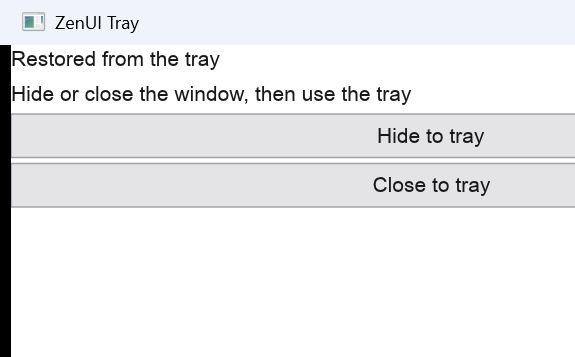 ZenUI Tray
Restored from the tray
Hide or close the window, then use the tray
Hide to tray
Close to tray